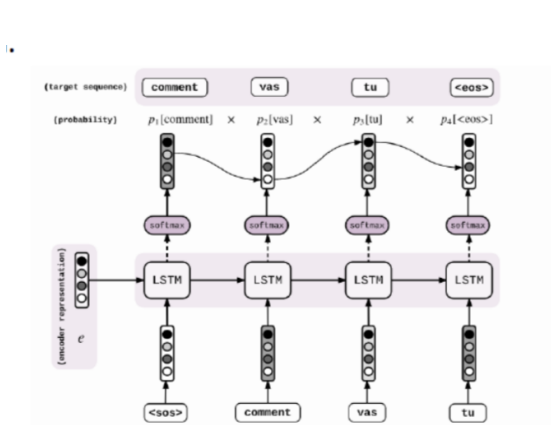 (target sequence) comment vas tu <eos>
(probability) p₁[comment] × p₂[vas] × p₃[tu] × p₄[<eos>]
softmax softmax softmax softmax
(encoder representation)
LSTM LSTM LSTM LSTM
e
<sos> comment vas tu